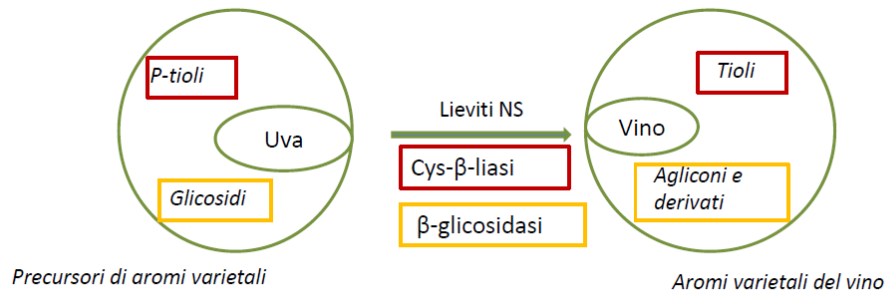 P-tioli
Uva
Glicosidi
Precursori di aromi varietali
Lieviti NS
Cys-β-liasi
β-glicosidasi
Tioli
Vino
Agliconi e
derivati
Aromi varietali del vino